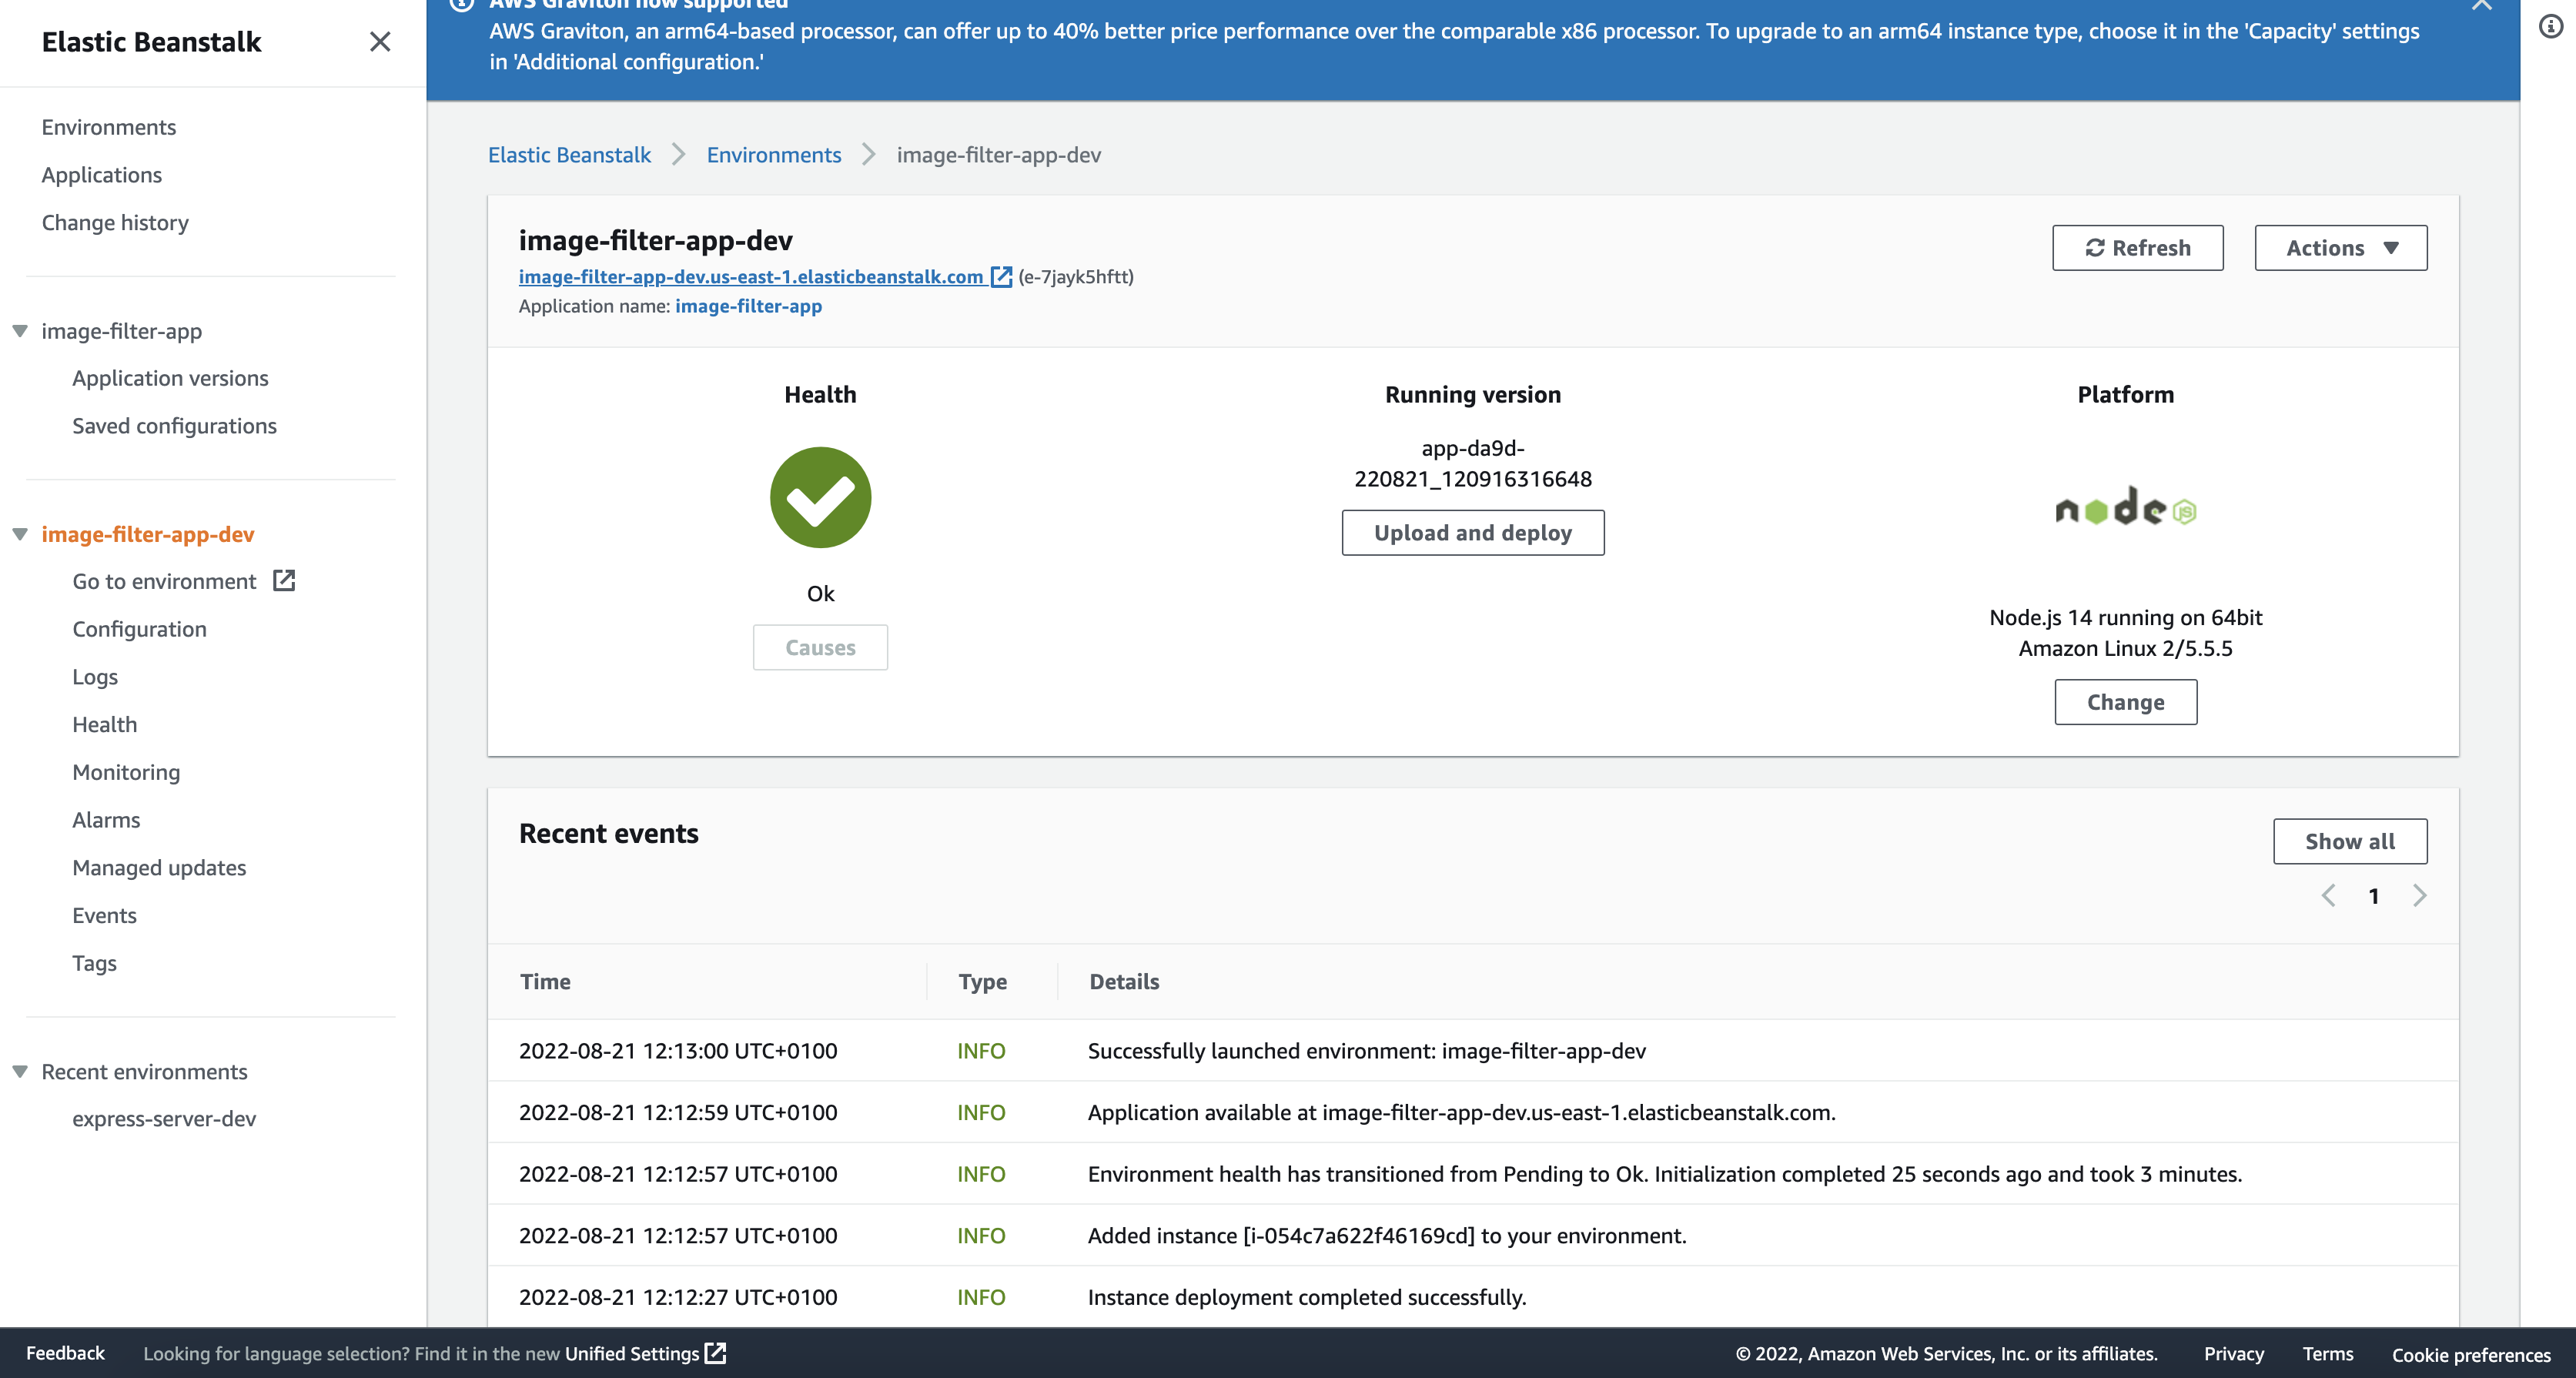 Elastic Beanstalk
Environments
Applications
Change history
image-filter-app
Application versions
Saved configurations
image-filter-app-dev
Go to environment
Configuration
Logs
Health
Monitoring
Alarms
Managed updates
Events
Tags
Recent environments
express-server-dev
AWS Graviton now supported
AWS Graviton, an arm64-based processor, can offer up to 40% better price performance over the comparable x86 processor. To upgrade to an arm64 instance type, choose it in the 'Capacity' settings
in 'Additional configuration.'
Elastic Beanstalk > Environments > image-filter-app-dev
image-filter-app-dev
image-filter-app-dev.us-east-1.elasticbeanstalk.com (e-7jayk5hftt)
Application name: image-filter-app
Refresh
Actions
Health
Ok
Causes
Running version
app-da9d-
220821_120916316648
Upload and deploy
Platform
node JS
Node.js 14 running on 64bit
Amazon Linux 2/5.5.5
Change
Recent events
Show all
1
Time Type Details
2022-08-21 12:13:00 UTC+0100 INFO Successfully launched environment: image-filter-app-dev
2022-08-21 12:12:59 UTC+0100 INFO Application available at image-filter-app-dev.us-east-1.elasticbeanstalk.com.
2022-08-21 12:12:57 UTC+0100 INFO Environment health has transitioned from Pending to Ok. Initialization completed 25 seconds ago and took 3 minutes.
2022-08-21 12:12:57 UTC+0100 INFO Added instance [i-054c7a622f46169cd] to your environment.
2022-08-21 12:12:27 UTC+0100 INFO Instance deployment completed successfully.
Feedback Looking for language selection? Find it in the new Unified Settings © 2022, Amazon Web Services, Inc. or its affiliates. Privacy Terms Cookie preferences